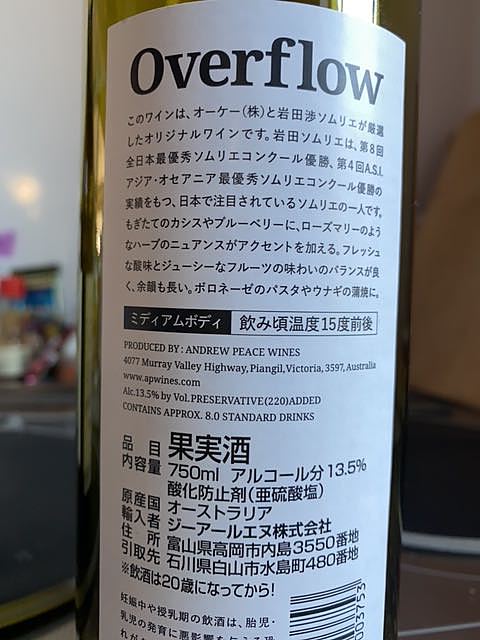 Overflow
このワインは、オーケー(株)と岩田渉ソムリエが厳選
したオリジナルワインです。岩田ソムリエは、第8回
全日本最優秀ソムリエコンクール優勝、第4回A.S.I.
アジア・オセアニア最優秀ソムリエコンクール優勝の
実績をもつ、日本で注目されているソムリエの一人です。
もぎたてのカシスやブルーベリーに、ローズマリーのよう
なハーブのニュアンスがアクセントを加える。フレッシュ
な酸味とジューシーなフルーツの味わいのバランスが良
く、余韻も長い。ボロネーゼのパスタやウナギの蒲焼に。
ミディアムボディ 飲み頃温度15度前後
PRODUCED BY: ANDREW PEACE WINES
4077 Murray Valley Highway, Piangil, Victoria, 3597, Australia
www.apwines.com
Alc.13.5% by Vol. PRESERVATIVE(220)ADDED
CONTAINS APPROX. 8.0 STANDARD DRINKS
品目 果実酒
内容量 750ml アルコール分13.5%
酸化防止剤(亜硫酸塩)
原産国 オーストラリア
輸入者 ジーアールエヌ株式会社
住所 富山県高岡市内島3550番地
引取先 石川県白山市水島町480番地
※飲酒は20歳になってから!
妊娠中や授乳期の飲酒は、胎児・
乳児の発育に悪影響を与える恐